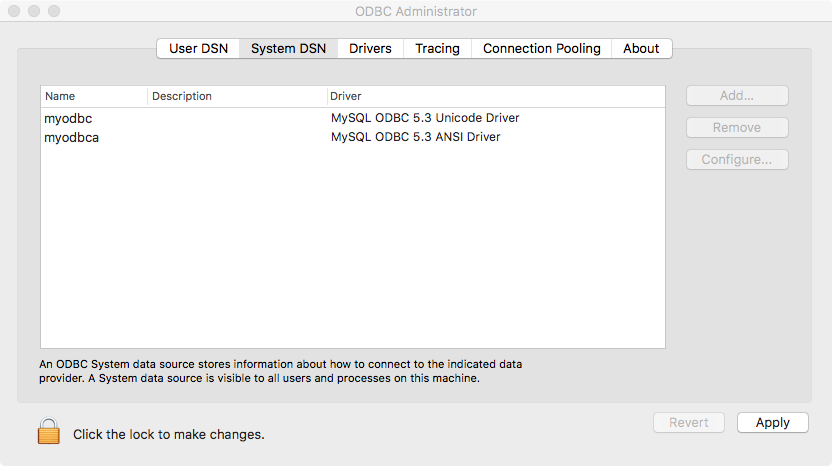 ODBC Administrator
User DSN System DSN Drivers Tracing Connection Pooling About
Name Description Driver
myodbc MySQL ODBC 5.3 Unicode Driver
myodbca MySQL ODBC 5.3 ANSI Driver
Add...
Remove
Configure...
An ODBC System data source stores information about how to connect to the indicated data
provider. A System data source is visible to all users and processes on this machine.
Click the lock to make changes.
Revert Apply